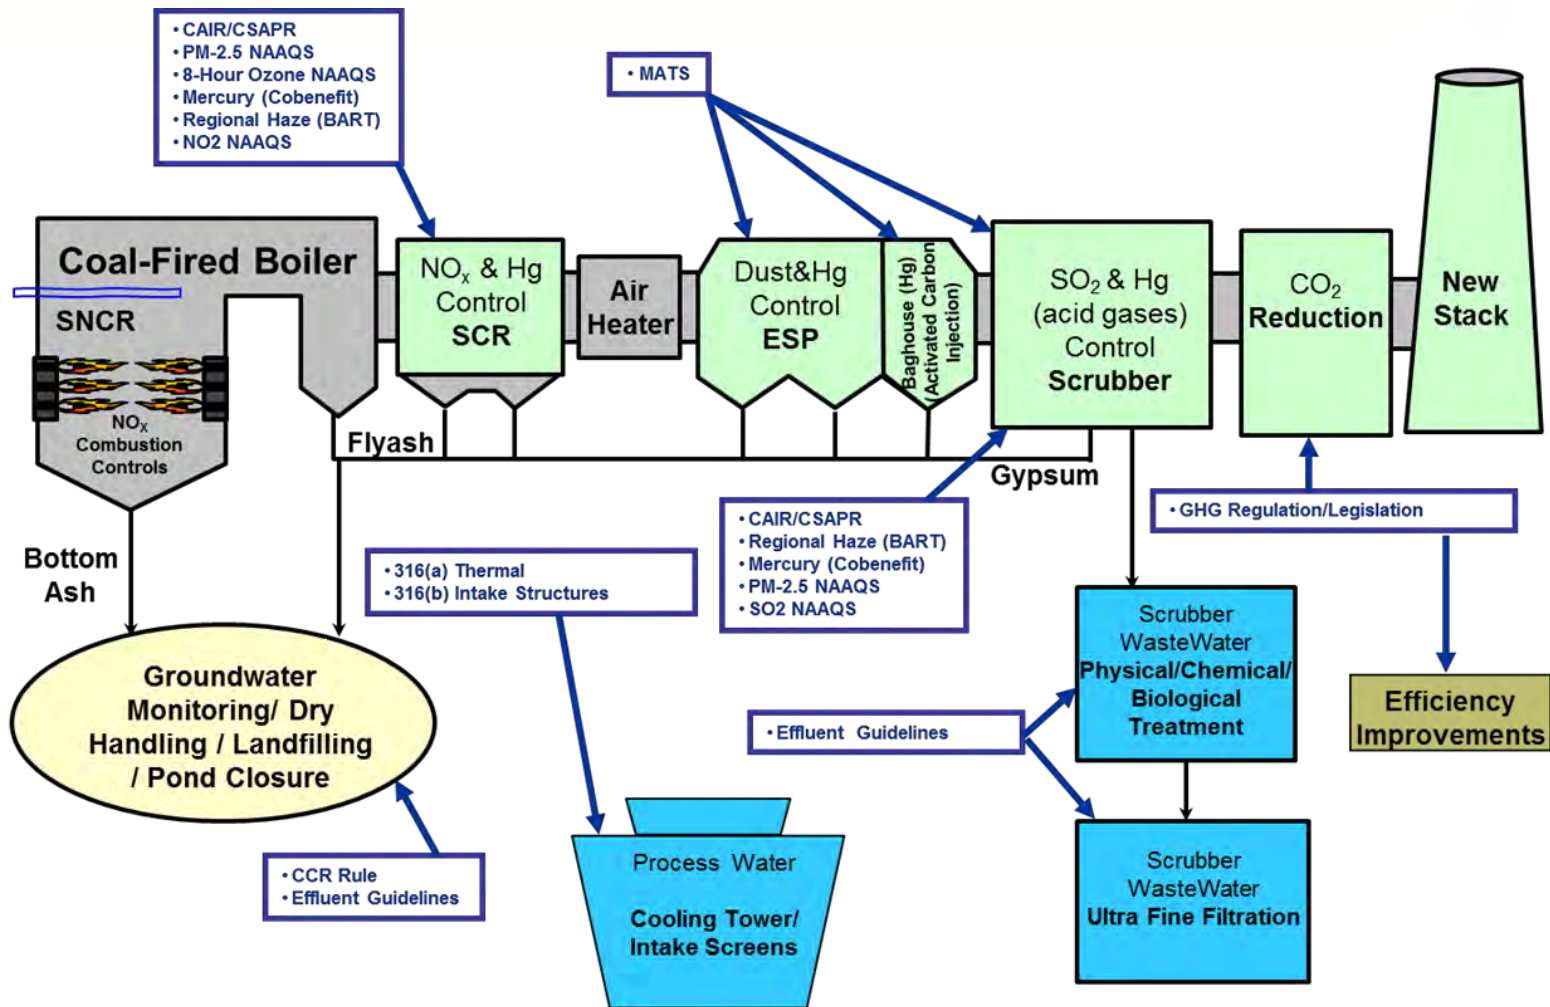 • CAIR/CSAPR
• PM-2.5 NAAQS
• 8-Hour Ozone NAAQS
• Mercury (Cobenefit)
• Regional Haze (BART)
• NO2 NAAQS
• MATS
Coal-Fired Boiler
SNCR
NOx
Combustion
Controls
NOx & Hg
Control
SCR
Air
Heater
Dust&Hg
Control
ESP
Baghouse (Hg)
(Activated Carbon
Injection)
SO2 & Hg
(acid gases)
Control
Scrubber
CO2
Reduction
New
Stack
Flyash
Gypsum
Bottom
Ash
• CAIR/CSAPR
• Regional Haze (BART)
• Mercury (Cobenefit)
• PM-2.5 NAAQS
• SO2 NAAQS
• GHG Regulation/Legislation
• 316(a) Thermal
• 316(b) Intake Structures
Groundwater
Monitoring/ Dry
Handling / Landfilling
/ Pond Closure
Scrubber
WasteWater
Physical/Chemical/
Biological
Treatment
• Effluent Guidelines
Efficiency
Improvements
• CCR Rule
• Effluent Guidelines
Process Water
Cooling Tower/
Intake Screens
Scrubber
WasteWater
Ultra Fine Filtration